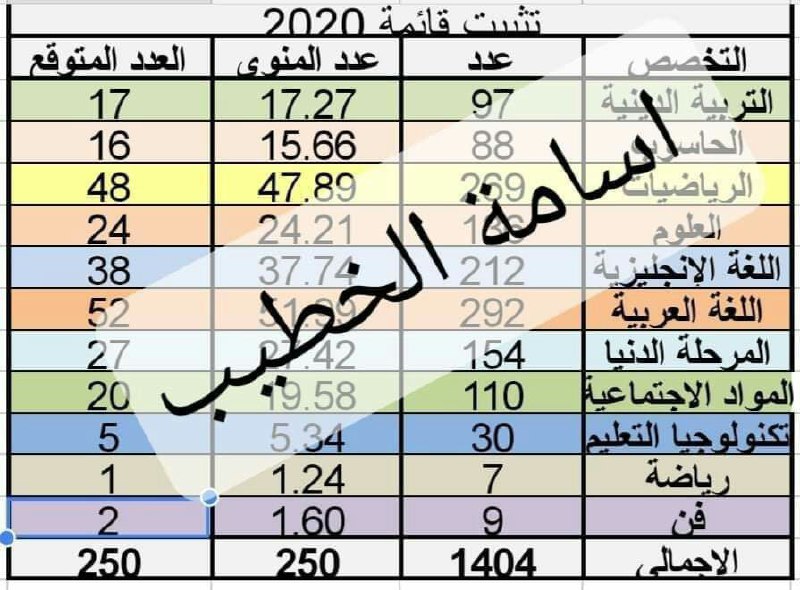 تثبيت قائمة 2020
التخصص عدد عدد المئوى العدد المتوقع
التربية الدينية 97 17.27 17
الحاسوب 88 15.66 16
الرياضيات 269 47.89 48
العلوم 136 24.21 24
اللغة الإنجليزية 212 37.74 38
اللغة العربية 292 51.99 52
المرحلة الدنيا 154 27.42 27
المواد الاجتماعية 110 19.58 20
تكنولوجيا التعليم 30 5.34 5
رياضة 7 1.24 1
فن 9 1.60 2
الاجمالى 1404 250 250
اسامة الخطيب